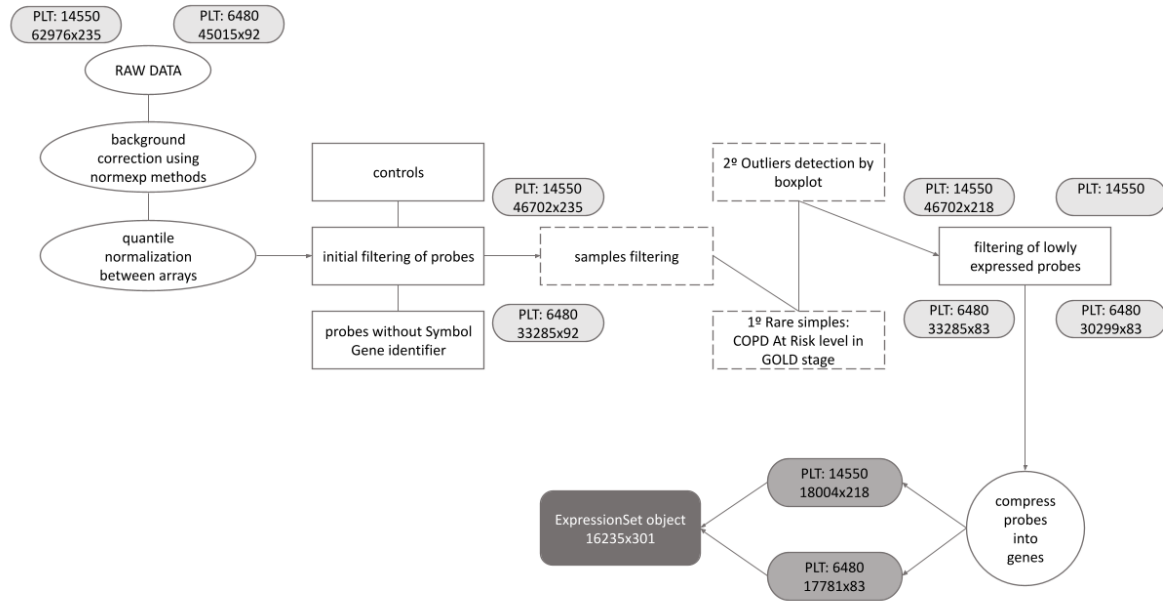 PLT: 14550
62976x235
PLT: 6480
45015x92
RAW DATA
background
correction using
normexp methods
quantile
normalization
between arrays
controls
PLT: 14550
46702x235
initial filtering of probes
probes without Symbol
Gene identifier
PLT: 6480
33285x92
samples filtering
2º Outliers detection by
boxplot
1º Rare simples:
COPD At Risk level in
GOLD stage
PLT: 14550
46702x218
PLT: 14550
filtering of lowly
expressed probes
PLT: 6480
33285x83
PLT: 6480
30299x83
compress
probes
into
genes
PLT: 14550
18004x218
PLT: 6480
17781x83
ExpressionSet object
16235x301